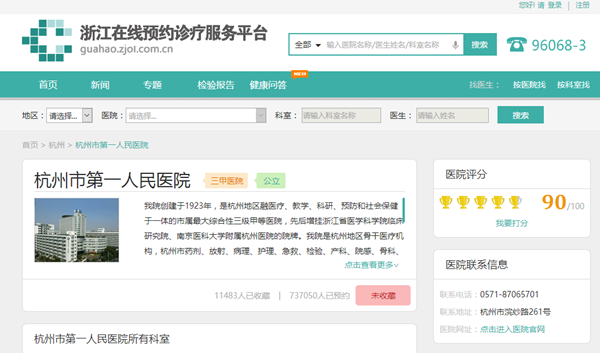 您好! 请 登录 | 注册
浙江在线预约诊疗服务平台
guahao.zjol.com.cn
全部 输入医院名称/医生姓名/科室名称 搜索
96068-3
首页 新闻 专题 检验报告 健康问答 NEW 找医生： 按医院找 按科室找
地区： 请选择... 医院： 请选择... 科室： 请输入科室名称 医生： 请输入姓名 搜索
首页 > 杭州 > 杭州市第一人民医院
杭州市第一人民医院 三甲医院 公立
我院创建于1923年，是杭州地区融医疗、教学、科研、预防和社会保健
于一体的市属最大综合性三级甲等医院，先后增挂浙江省医学科学院临床
研究院、南京医科大学附属杭州医院的院牌。我院是杭州地区骨干医疗机
构，杭州市药剂、放射、病理、护理、急救、检验、产科、院感、骨科、
点击查看更多
11483人已收藏 | 737050人已预约 未收藏
杭州市第一人民医院所有科室
医院评分
90/100
我要打分
医院联系信息
联系电话：0571-87065701
联系地址：杭州市浣纱路261号
医院网址：点击进入医院官网